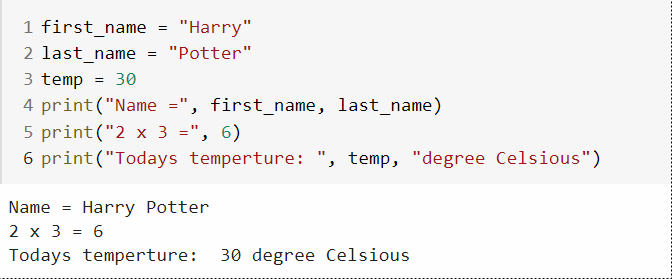 1 first_name = "Harry"
2 last_name = "Potter"
3 temp = 30
4 print("Name =", first_name, last_name)
5 print("2 x 3 =", 6)
6 print("Todays temperture: ", temp, "degree Celsious")
Name = Harry Potter
2 x 3 = 6
Todays temperture:  30 degree Celsious